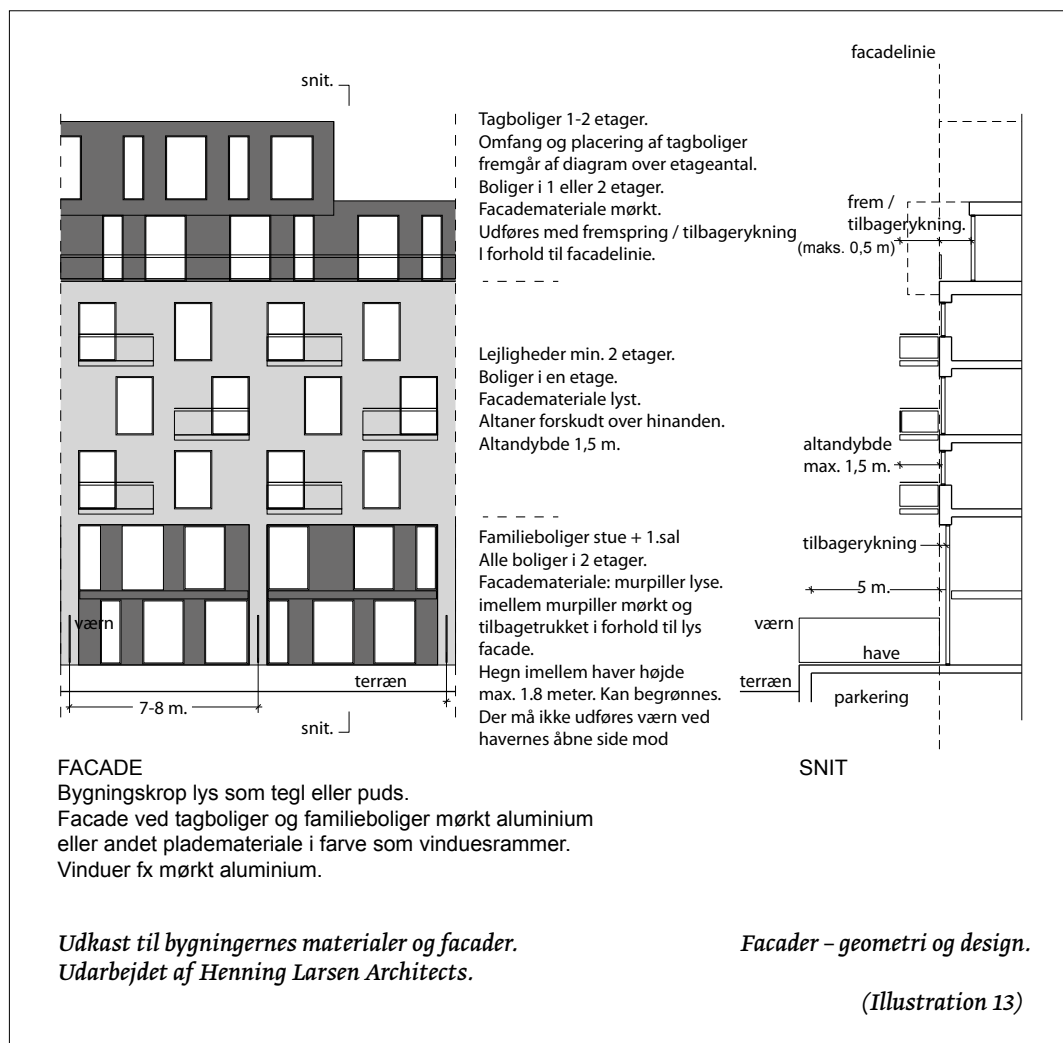 facadelinie
snit.
Tagboliger 1-2 etager.
Omfang og placering af tagboliger
fremgår af diagram over etageantal.
Boliger i 1 eller 2 etager.
Facademateriale mørkt.
Udføres med fremspring / tilbagerykning
I forhold til facadelinie.
frem /
tilbagerykning.
(maks. 0,5 m)
Lejligheder min. 2 etager.
Boliger i en etage.
Facademateriale lyst.
Altaner forskudt over hinanden.
Altandybde 1,5 m.
altandybde
max. 1,5 m.
Familieboliger stue + 1.sal
Alle boliger i 2 etager.
Facademateriale: murpiller lyse.
imellem murpiller mørkt og
tilbagetrukket i forhold til lys
facade.
Hegn imellem haver højde
max. 1.8 meter. Kan begrønnes.
Der må ikke udføres værn ved
havernes åbne side mod
tilbagerykning
5 m.
værn
værn
have
terræn
terræn
parkering
7-8 m.
snit.
FACADE
SNIT
Bygningskrop lys som tegl eller puds.
Facade ved tagboliger og familieboliger mørkt aluminium
eller andet plademateriale i farve som vinduesrammer.
Vinduer fx mørkt aluminium.
Udkast til bygningernes materialer og facader.
Udarbejdet af Henning Larsen Architects.
Facader – geometri og design.
(Illustration 13)